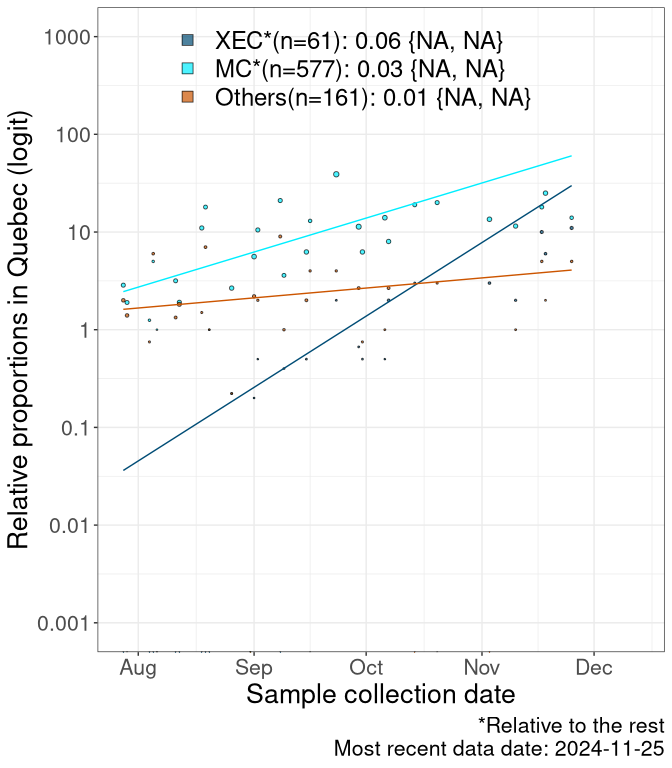 XEC*(n=61): 0.06 {NA, NA}
MC*(n=577): 0.03 {NA, NA}
Others(n=161): 0.01 {NA, NA}
Relative proportions in Quebec (logit)
1000
100
10
1
0.1
0.01
0.001
Aug Sep Oct Nov Dec
Sample collection date
*Relative to the rest
Most recent data date: 2024-11-25